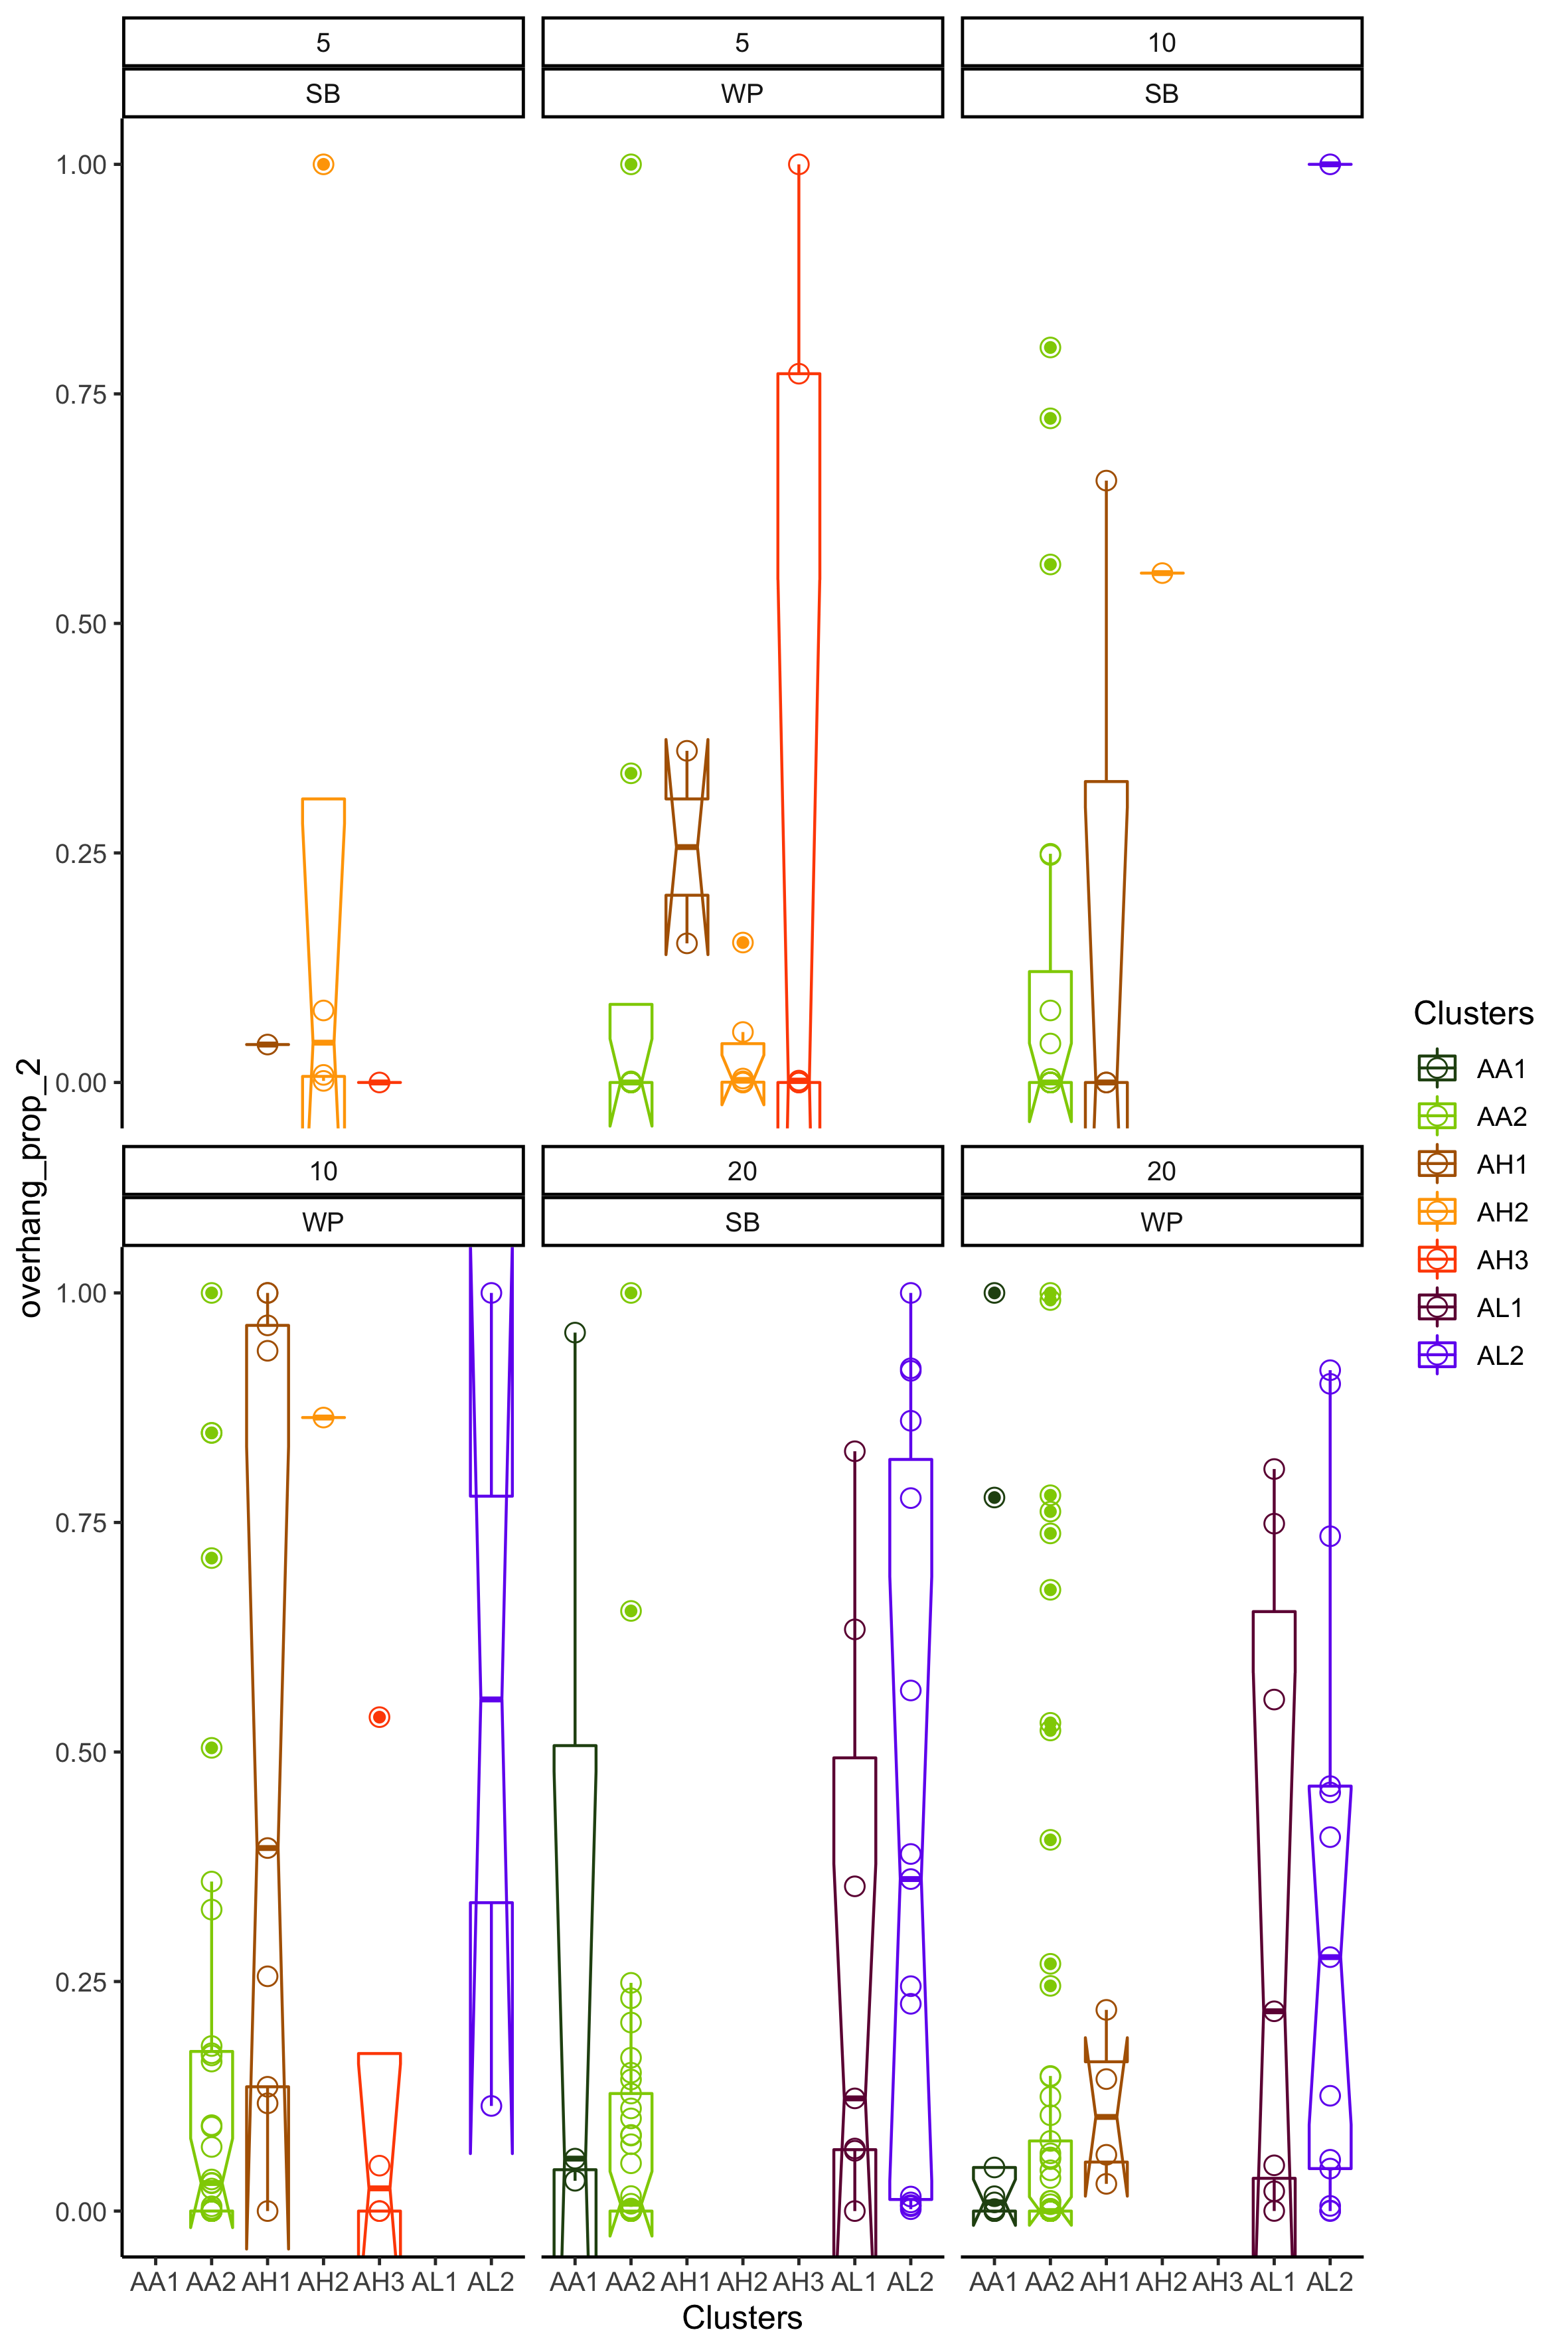 5 5 10
SB WP SB
1.00
0.75
0.50
0.25
0.00
overhang_prop_2
10 20 20
WP SB WP
1.00
0.75
0.50
0.25
0.00
AA1 AA2 AH1 AH2 AH3 AL1 AL2 AA1 AA2 AH1 AH2 AH3 AL1 AL2 AA1 AA2 AH1 AH2 AH3 AL1 AL2
Clusters
Clusters
AA1
AA2
AH1
AH2
AH3
AL1
AL2